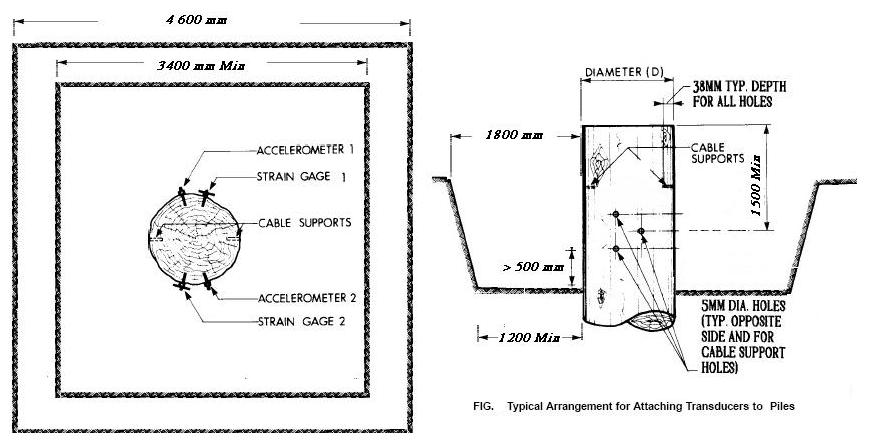 4 600 mm
3400 mm Min
ACCELEROMETER 1
STRAIN GAGE 1
CABLE SUPPORTS
ACCELEROMETER 2
STRAIN GAGE 2
DIAMETER (D)
38MM TYP. DEPTH
FOR ALL HOLES
1800 mm
CABLE
SUPPORTS
1500 Min
> 500 mm
1200 Min
5MM DIA. HOLES
(TYP. OPPOSITE
SIDE AND FOR
CABLE SUPPORT
HOLES)
FIG. Typical Arrangement for Attaching Transducers to Piles